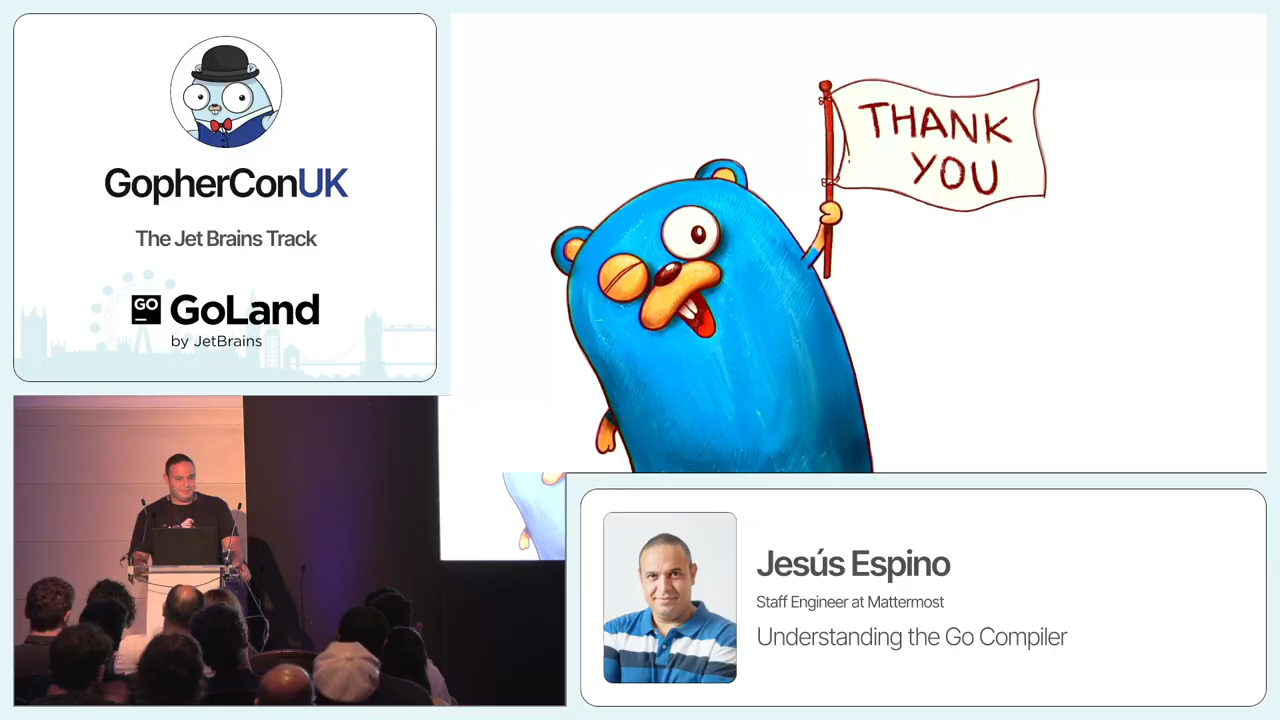 GopherConUK
The Jet Brains Track
GO
GoLand
by JetBrains
THANK
YOU
Jesús Espino
Staff Engineer at Mattermost
Understanding the Go Compiler